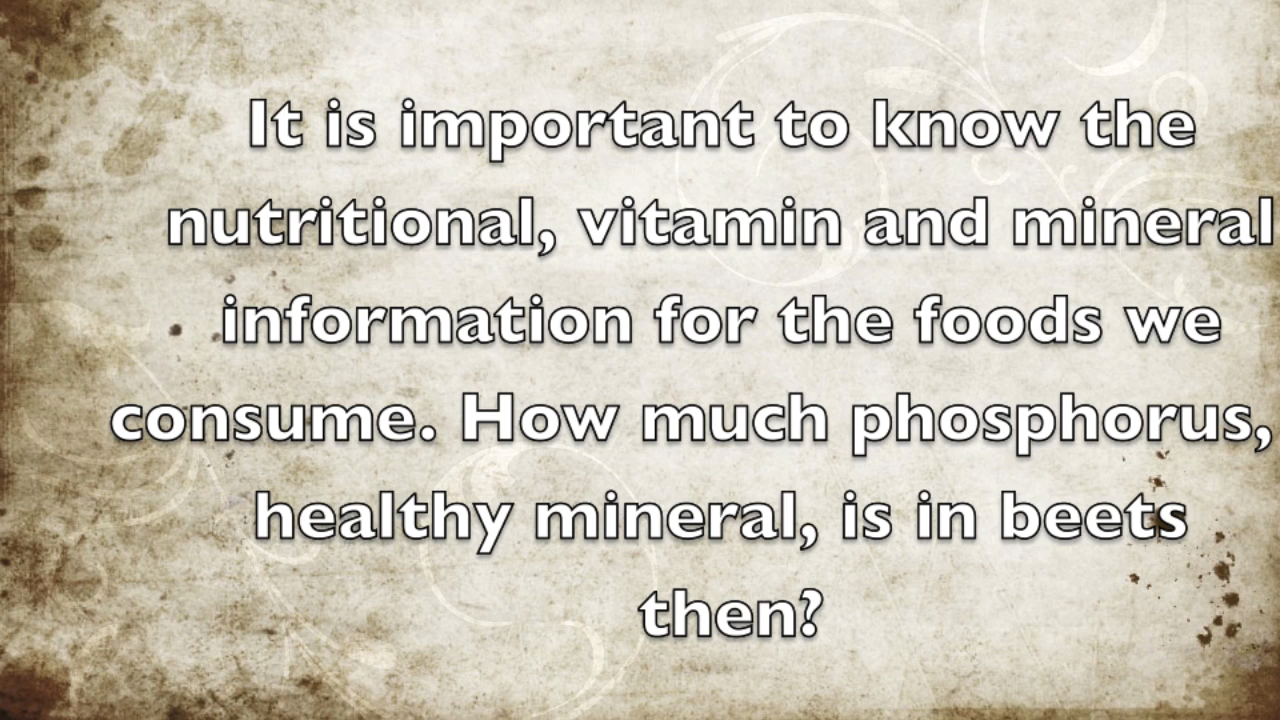 It is important to know the
nutritional, vitamin and mineral
information for the foods we
consume. How much phosphorus,
healthy mineral, is in beets
then?